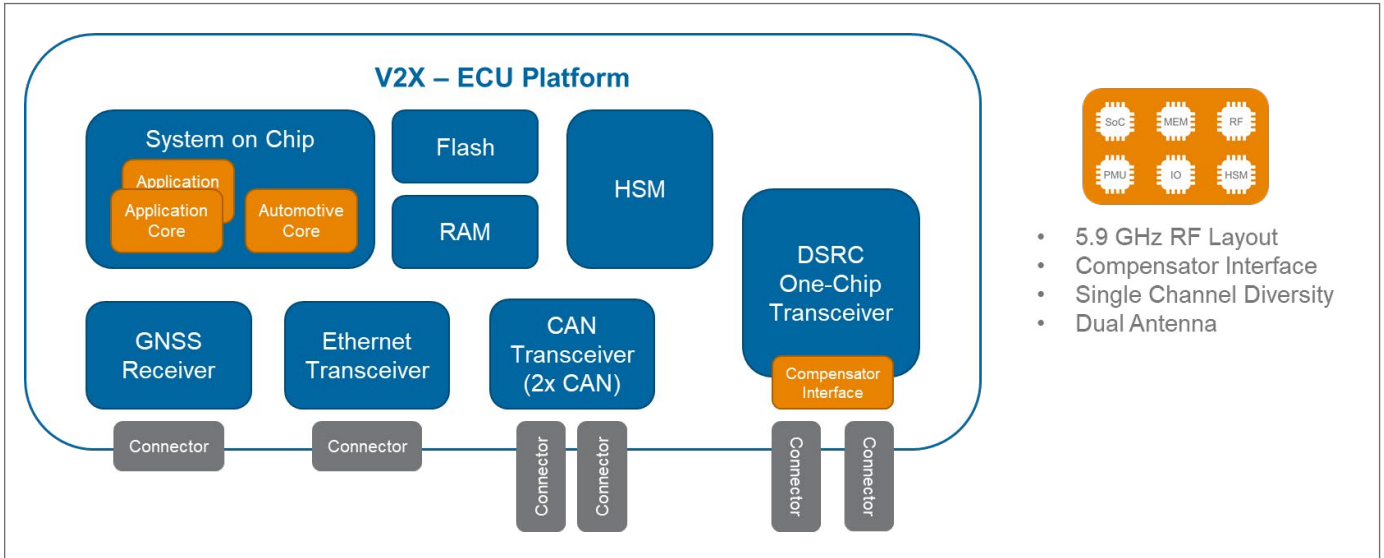 V2X – ECU Platform
System on Chip
Application
Application
Core
Automotive
Core
Flash
RAM
HSM
DSRC
One-Chip
Transceiver
Compensator
Interface
GNSS
Receiver
Ethernet
Transceiver
CAN
Transceiver
(2x CAN)
Connector
Connector
Connector
Connector
Connector
Connector
SoC
MEM
RF
PMU
IO
HSM
• 5.9 GHz RF Layout
• Compensator Interface
• Single Channel Diversity
• Dual Antenna